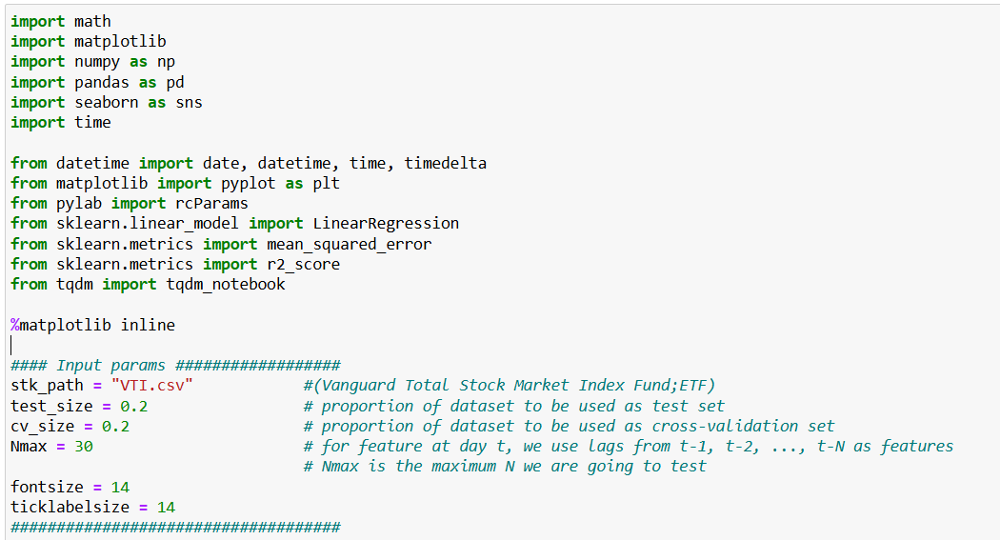 import math
import matplotlib
import numpy as np
import pandas as pd
import seaborn as sns
import time
from datetime import date, datetime, time, timedelta
from matplotlib import pyplot as plt
from pylab import rcParams
from sklearn.linear_model import LinearRegression
from sklearn.metrics import mean_squared_error
from sklearn.metrics import r2_score
from tqdm import tqdm_notebook
%matplotlib inline
#### Input params ##################
stk_path = "VTI.csv" #(Vanguard Total Stock Market Index Fund;ETF)
test_size = 0.2 # proportion of dataset to be used as test set
cv_size = 0.2 # proportion of dataset to be used as cross-validation set
Nmax = 30 # for feature at day t, we use lags from t-1, t-2, ..., t-N as features
# Nmax is the maximum N we are going to test
fontsize = 14
ticklabelsize = 14
####################################